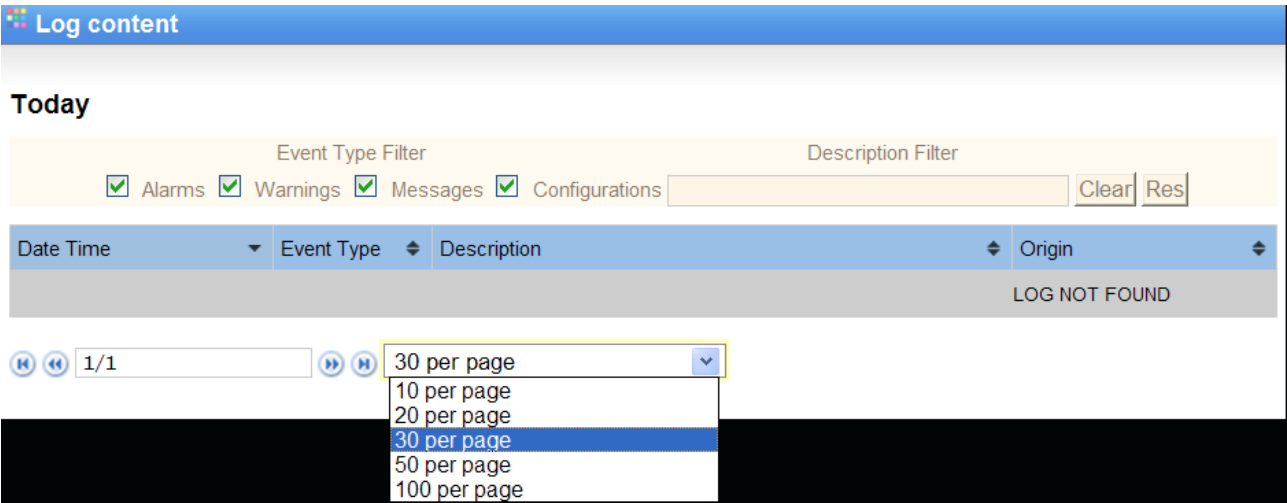 Log content
Today
Event Type Filter Description Filter
Alarms Warnings Messages Configurations Clear Res
Date Time Event Type Description Origin
LOG NOT FOUND
1/1 30 per page
10 per page
20 per page
30 per page
50 per page
100 per page